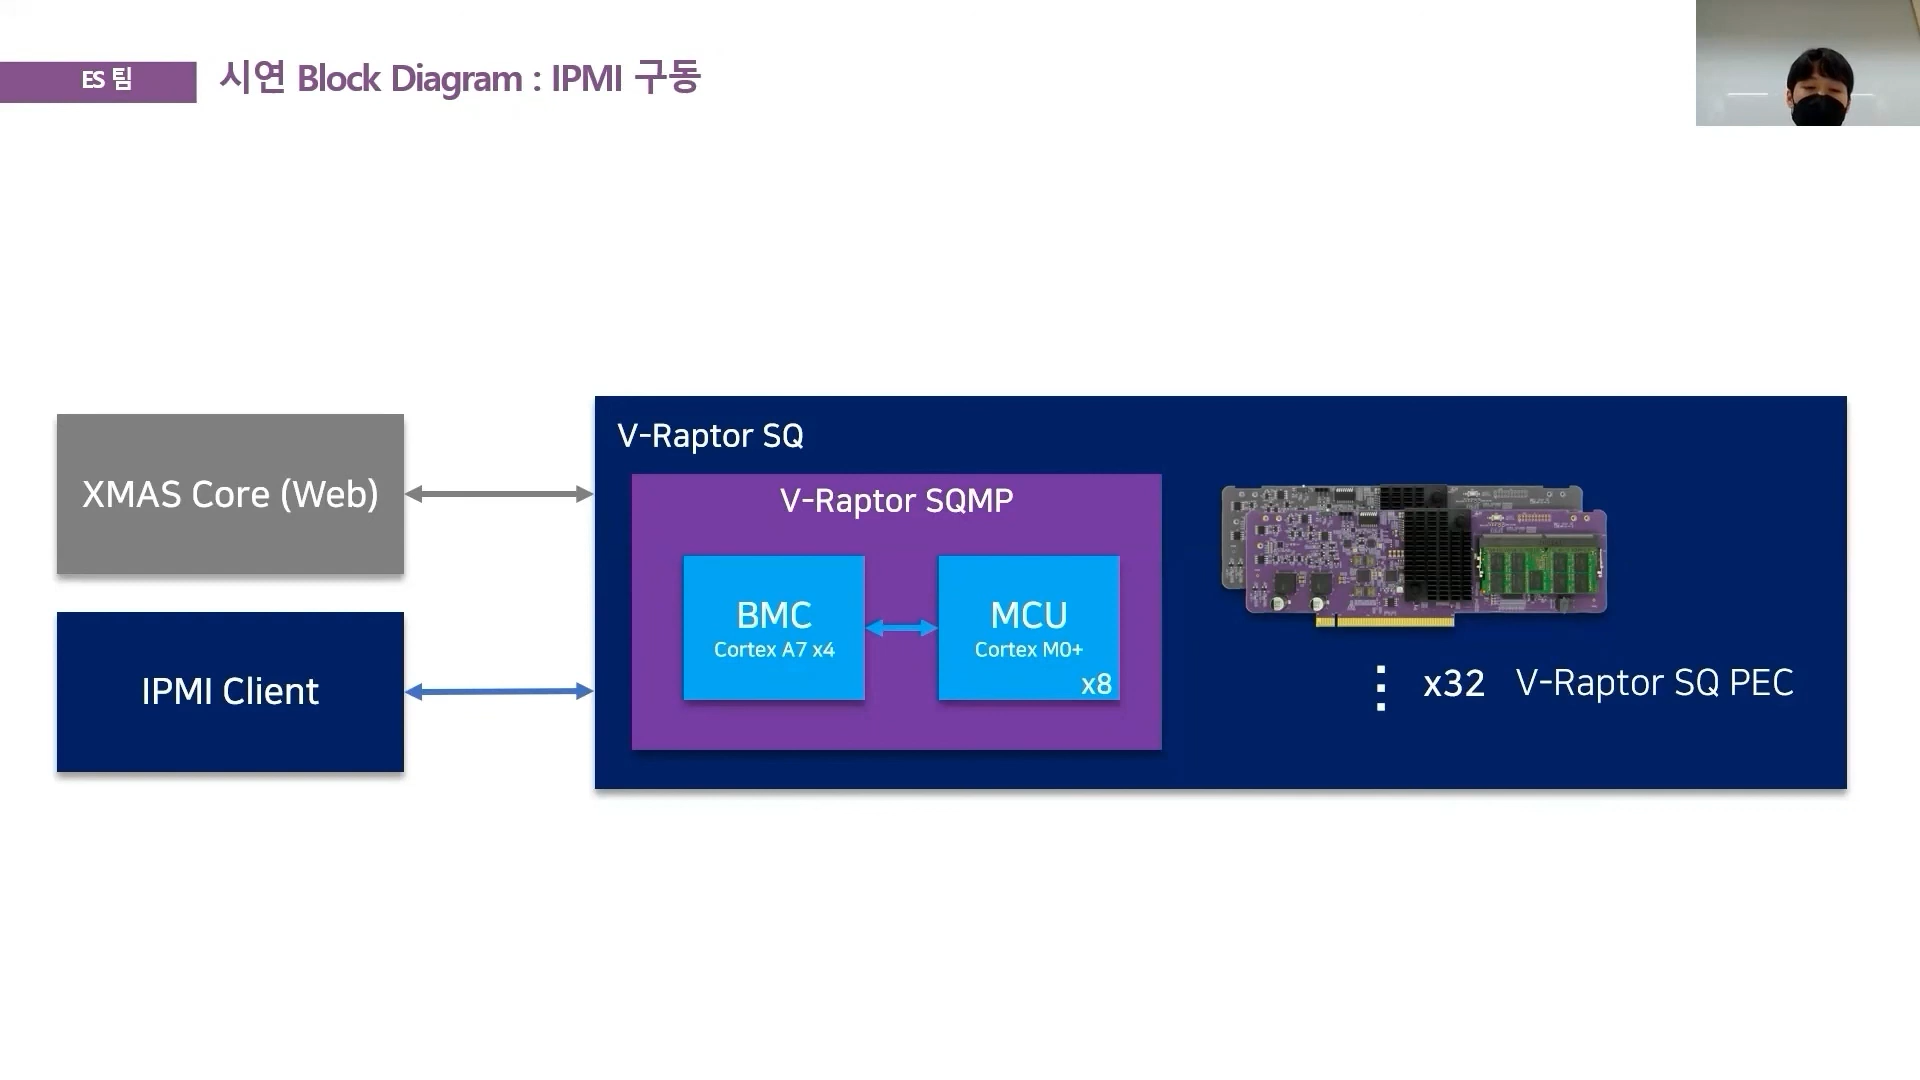 ES 팀
시연 Block Diagram : IPMI 구동
XMAS Core (Web)
IPMI Client
V-Raptor SQ
V-Raptor SQMP
BMC
Cortex A7 x4
MCU
Cortex M0+
x8
x32 V-Raptor SQ PEC